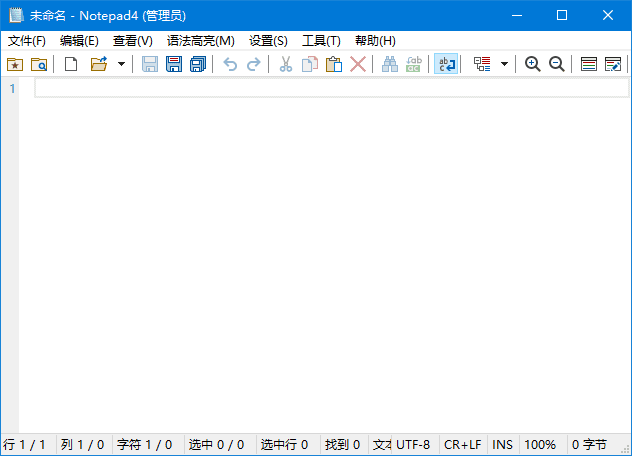 未命名 - Notepad4 (管理员)
文件(F) 编辑(E) 查看(V) 语法高亮(M) 设置(S) 工具(T) 帮助(H)
1
行 1 / 1 列 1 / 0 字符 1 / 0 选中 0 / 0 选中行 0 找到 0 文本 UTF-8 CR+LF INS 100% 0 字节